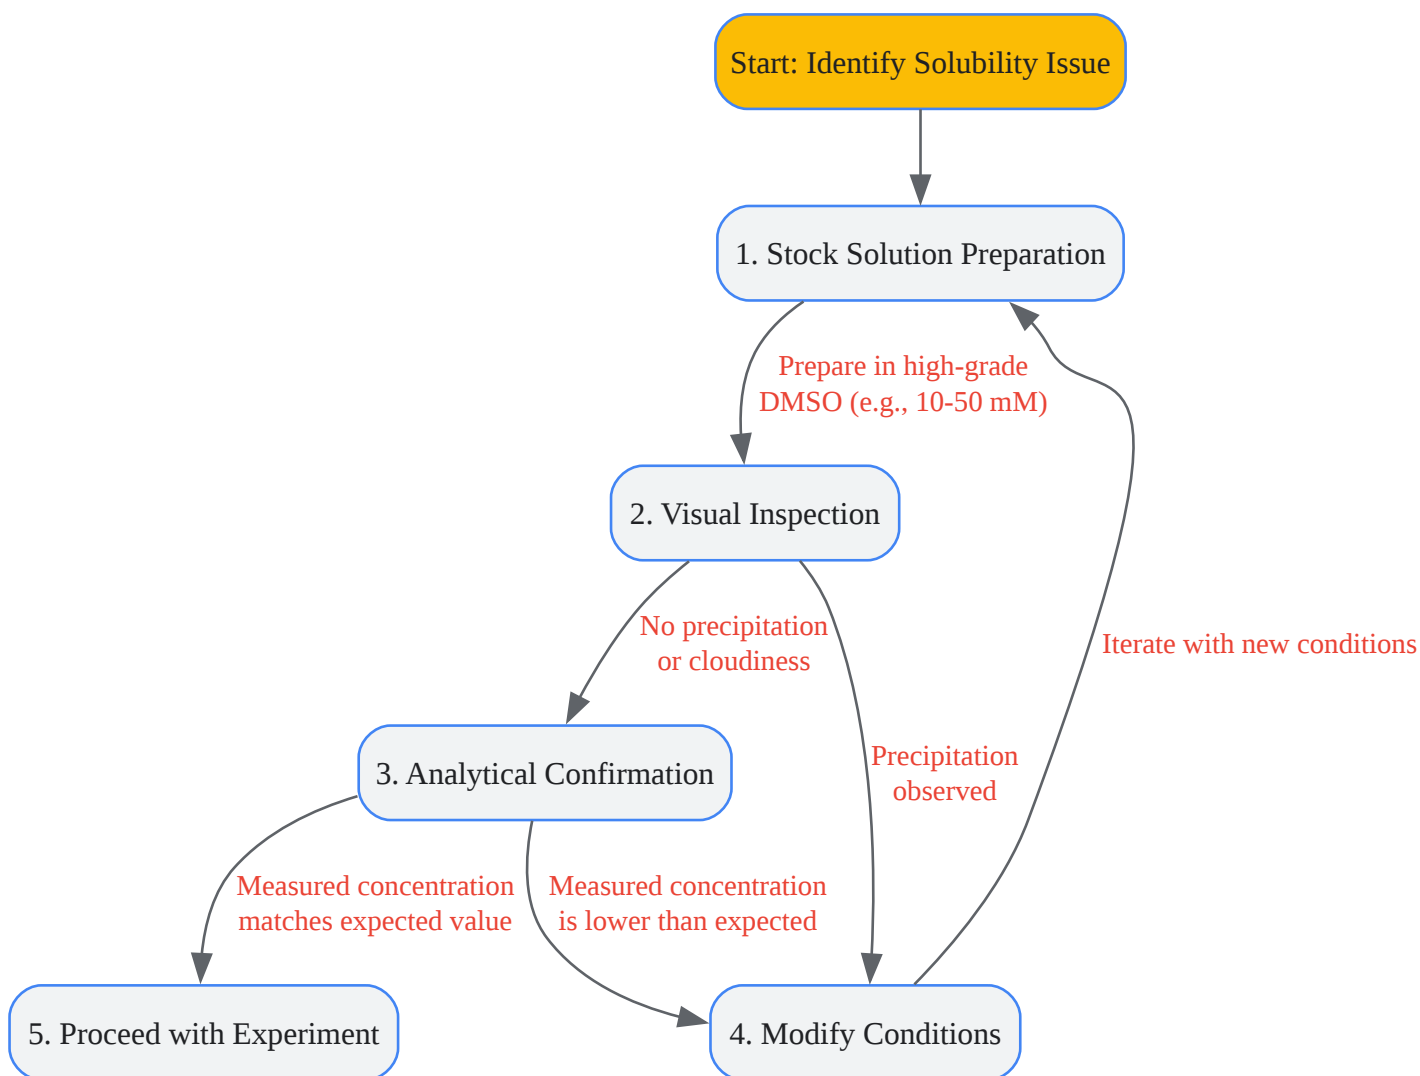 Start: Identify Solubility Issue
1. Stock Solution Preparation
Prepare in high-grade
DMSO (e.g., 10-50 mM)
2. Visual Inspection
No precipitation
or cloudiness
Iterate with new conditions
Precipitation
observed
3. Analytical Confirmation
Measured concentration
matches expected value
Measured concentration
is lower than expected
5. Proceed with Experiment
4. Modify Conditions